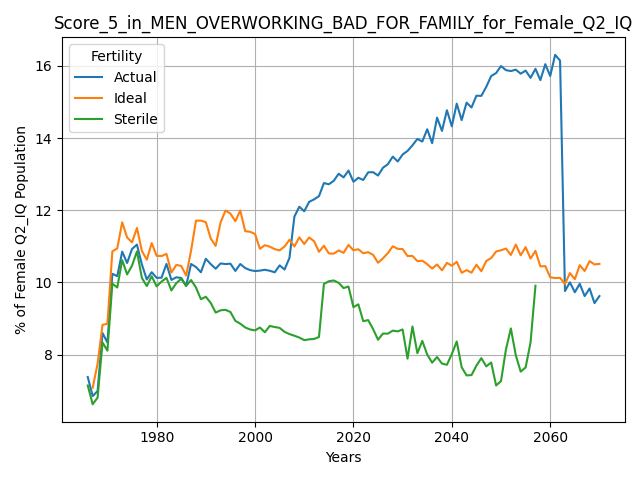 Score_5_in_MEN_OVERWORKING_BAD_FOR_FAMILY_for_Female_Q2_IQ
Fertility
Actual
Ideal
Sterile
% of Female Q2_IQ Population
16
14
12
10
8
1980
2000
2020
2040
2060
Years